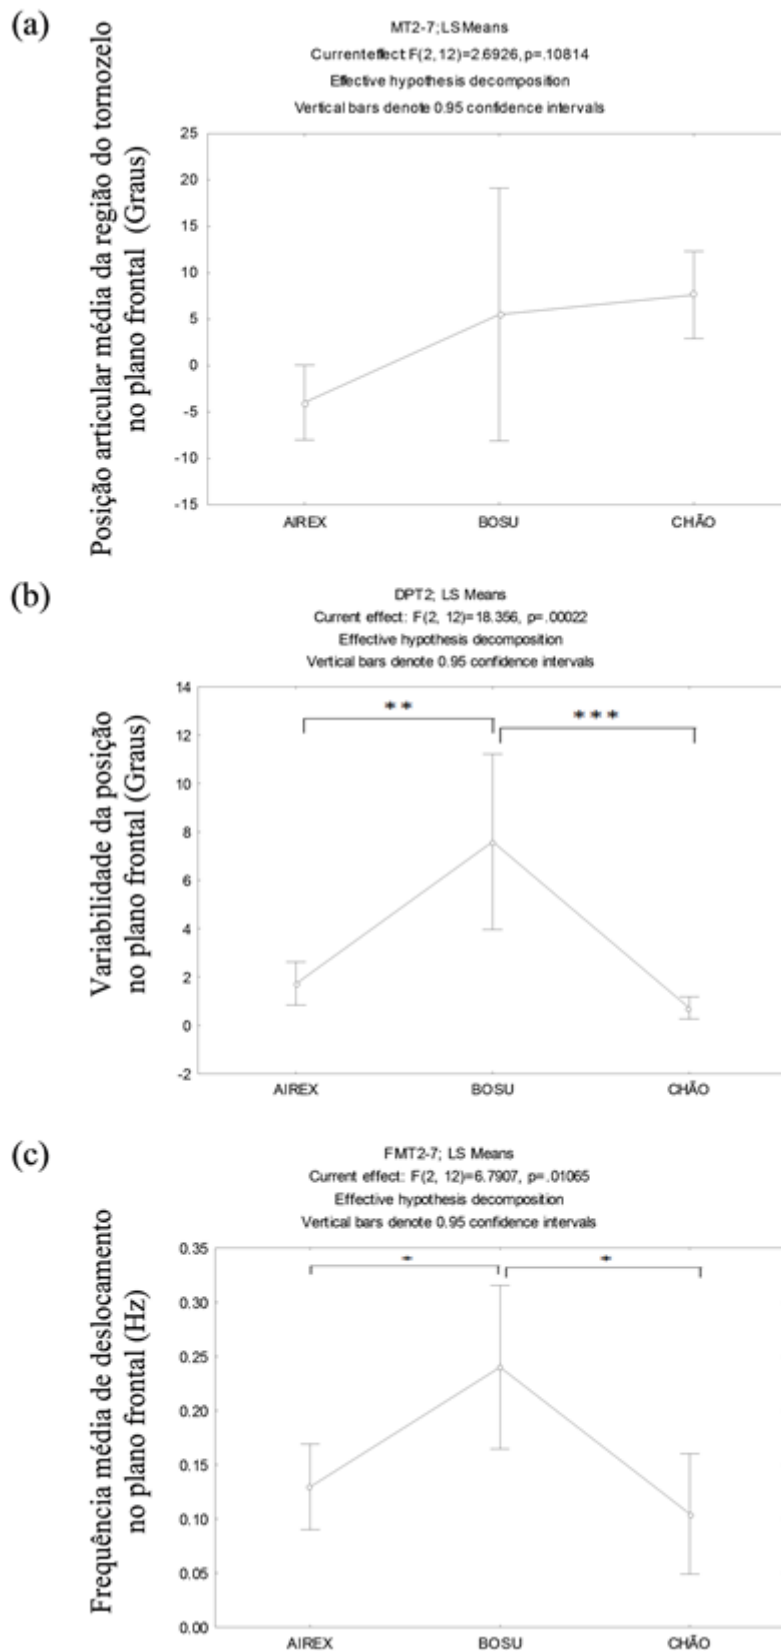 (a)
MT2-7; LS Means
Current effect: F(2, 12)=2.6926, p=.10814
Effective hypothesis decomposition
Vertical bars denote 0.95 confidence intervals
Posição articular média da região do tornozelo
no plano frontal (Graus)
25
20
15
10
5
0
-5
-10
-15
AIREX
BOSU
CHÃO
(b)
DPT2; LS Means
Current effect: F(2, 12)=18.356, p=.00022
Effective hypothesis decomposition
Vertical bars denote 0.95 confidence intervals
Variabilidade da posição
no plano frontal (Graus)
14
12
10
8
6
4
2
0
-2
**
***
AIREX
BOSU
CHÃO
(c)
FMT2-7; LS Means
Current effect: F(2, 12)=6.7907, p=.01065
Effective hypothesis decomposition
Vertical bars denote 0.95 confidence intervals
Frequência média de deslocamento
no plano frontal (Hz)
0.35
0.30
0.25
0.20
0.15
0.10
0.05
0.00
*
*
AIREX
BOSU
CHÃO